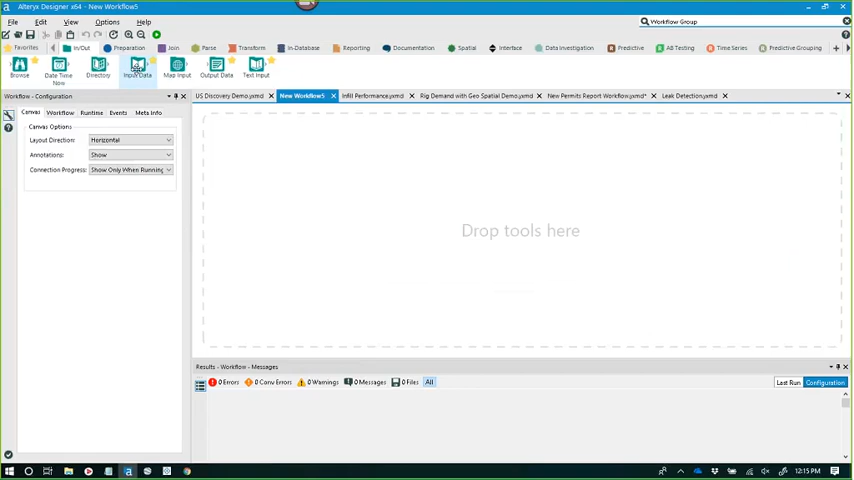 Alteryx Designer x64 - New Workflow5
File Edit View Options Help
Workflow Group
Favorites In/Out Preparation Join Parse Transform In-Database Reporting Documentation Spatial Interface Data Investigation Predictive AB Testing Time Series Predictive Grouping
Browse Date Time Now Directory Input Data Map Input Output Data Text Input
Workflow - Configuration
US Discovery Demo.yxmd New Workflow5 Infill Performance.yxmd Rig Demand with Geo Spatial Demo.yxmd New Permits Report Workflow.yxmd* Leak Detection.yxmd
Canvas Workflow Runtime Events Meta Info
Canvas Options
Layout Direction: Horizontal
Annotations: Show
Connection Progress: Show Only When Running
Drop tools here
Results - Workflow - Messages
0 Errors 0 Conv Errors 0 Warnings 0 Messages 0 Files All Last Run Configuration
12:15 PM